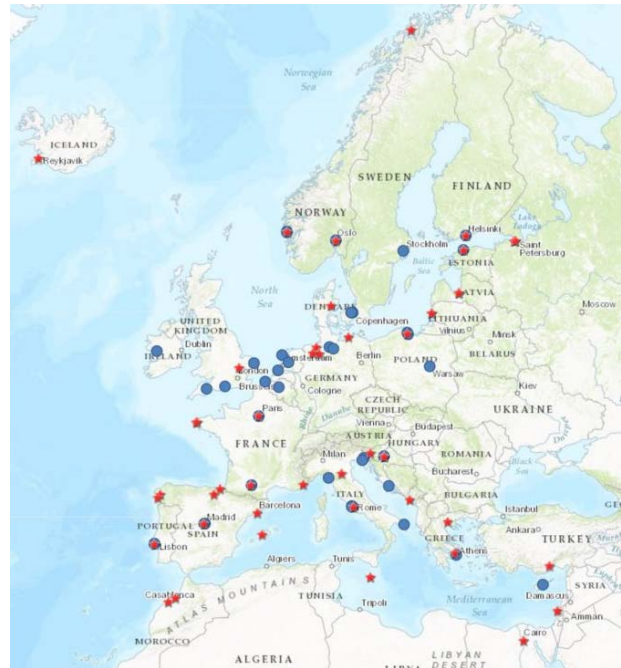 Norwegian
Sea
ICELAND
Reykjavik
SWEDEN
FINLAND
NORWAY
Oslo
Helsinki
Lake
Ladoga
Saint
Petersburg
Stockholm
Baltic
Sea
ESTONIA
North
Sea
LATVIA
DENMARK
Copenhagen
LITHUANIA
Vilnius
Moscow
UNITED
KINGDOM
Dublin
IRELAND
Minsk
BELARUS
Amsterdam
Berlin
POLAND
Warsaw
London
Brussels
GERMANY
Cologne
Kiev
UKRAINE
Paris
Rhine
Danube
CZECH
REPUBLIC
Vienna
Budapest
AUSTRIA
HUNGARY
FRANCE
Milan
ROMANIA
Bucharest
Black
Sea
BULGARIA
ITALY
Rome
Barcelona
Istanbul
PORTUGAL
Madrid
SPAIN
Lisbon
Ankara
TURKEY
GREECE
Athens
Algiers
Tunis
SYRIA
Damascus
Casablanca
ATLAS MOUNTAINS
TUNISIA
Mediterranean
Sea
Tripoli
Amman
Cairo
MOROCCO
ALGERIA
LIBYAN
DESERT